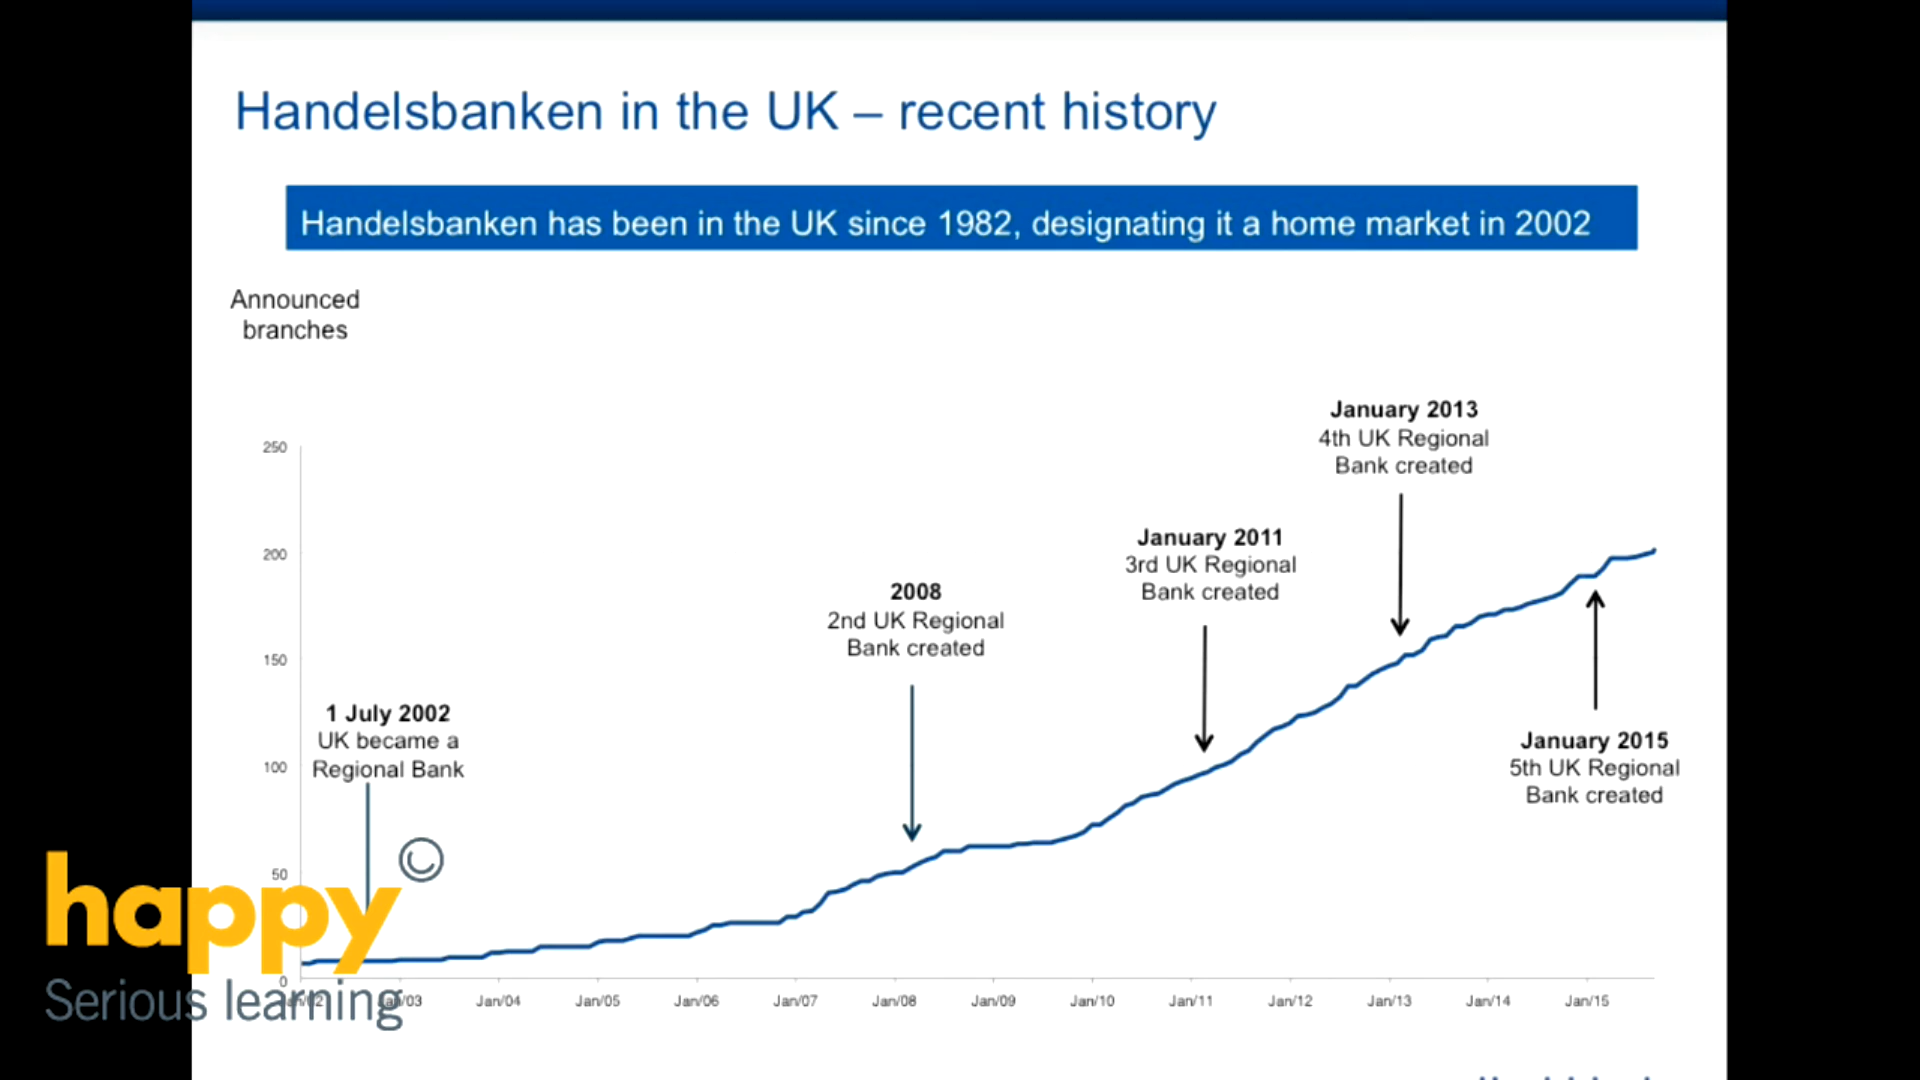 Handelsbanken in the UK – recent history
Handelsbanken has been in the UK since 1982, designating it a home market in 2002
Announced
branches
January 2013
4th UK Regional
Bank created
January 2011
3rd UK Regional
Bank created
2008
2nd UK Regional
Bank created
1 July 2002
UK became a
Regional Bank
January 2015
5th UK Regional
Bank created
250
200
150
100
50
0
Jan/04
Jan/05
Jan/06
Jan/07
Jan/08
Jan/09
Jan/10
Jan/11
Jan/12
Jan/13
Jan/14
Jan/15
happy
Serious learning